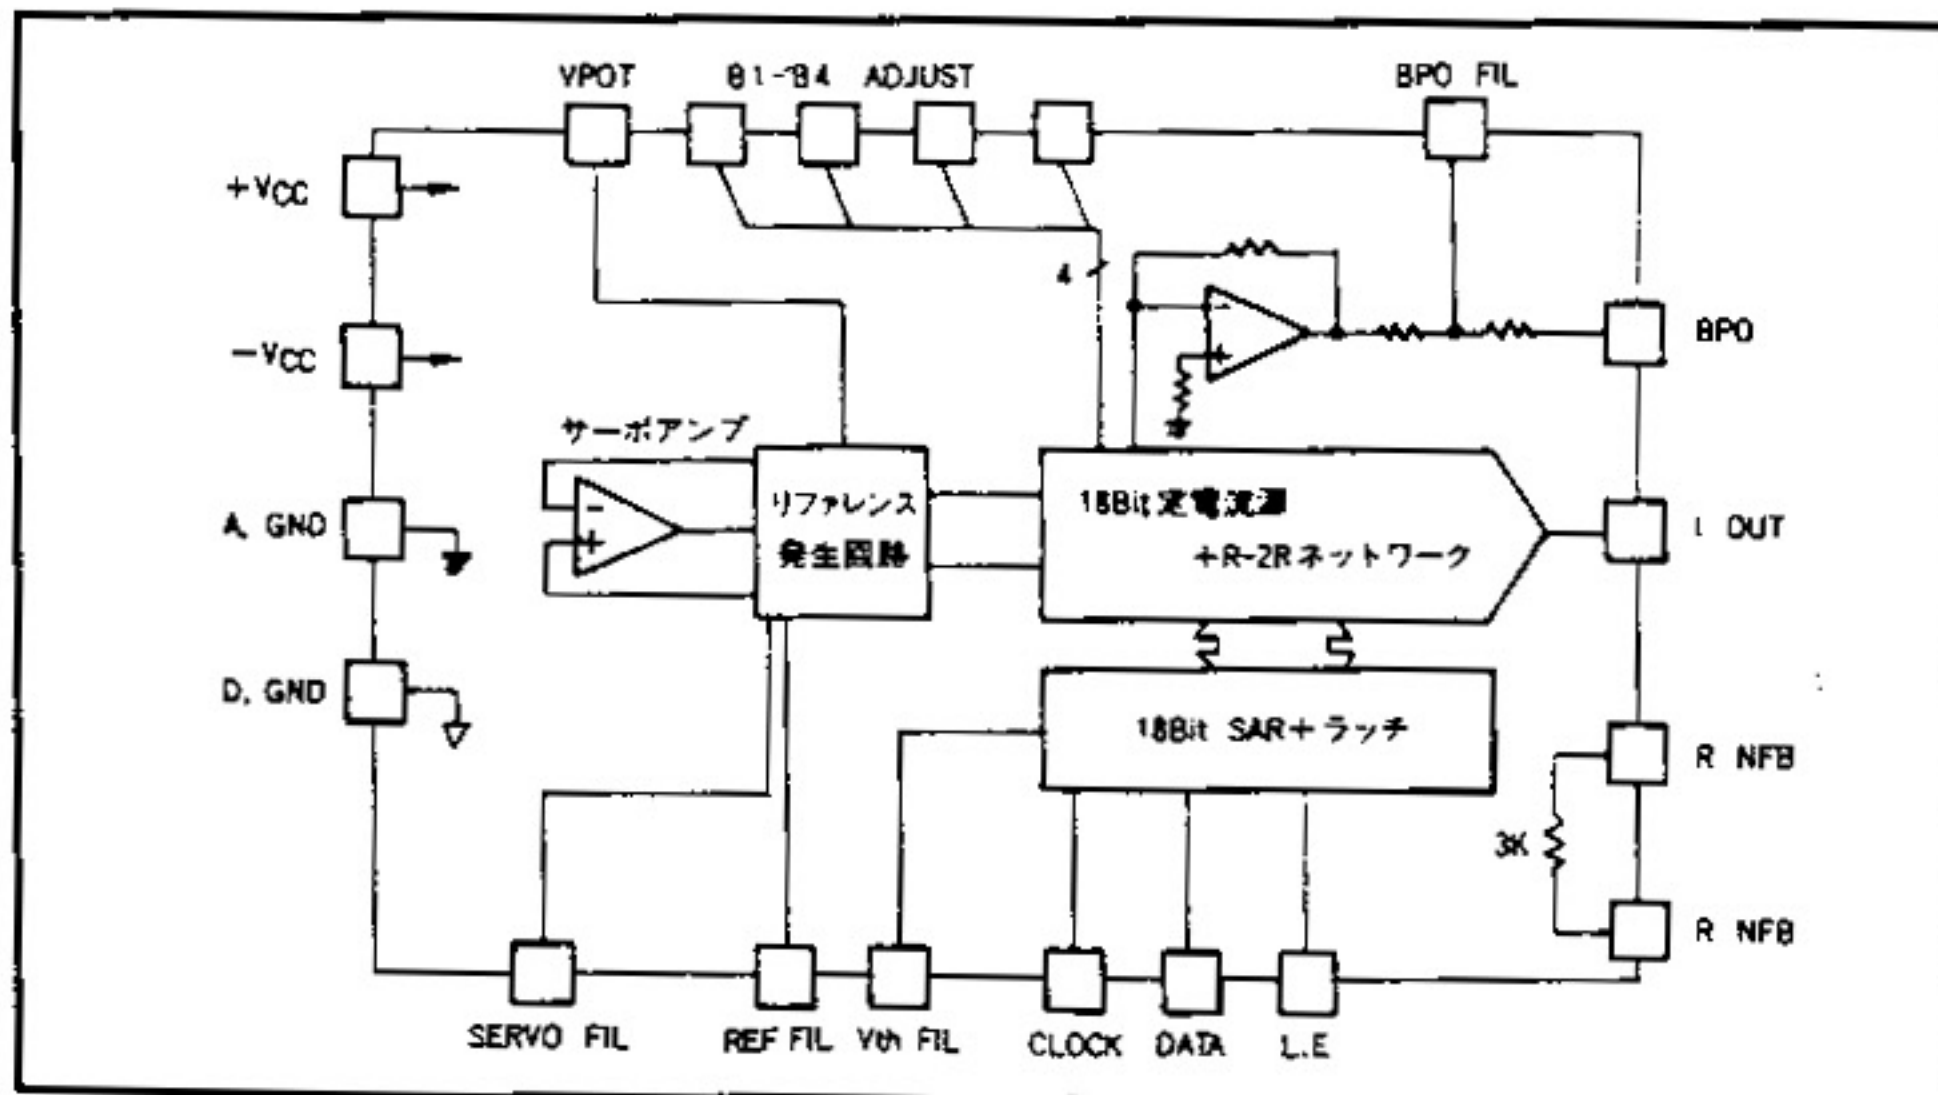 VPOT
B1-B4 ADJUST
BPO FIL
+VCC
4
-VCC
BPO
サーボアンプ
-
+
-
+
リファレンス
発生回路
18Bit 定電流源
+R-2Rネットワーク
I OUT
A, GND
D, GND
18Bit SAR+ラッチ
R NFB
3K
R NFB
SERVO FIL
REF FIL
Vth FIL
CLOCK
DATA
L.E